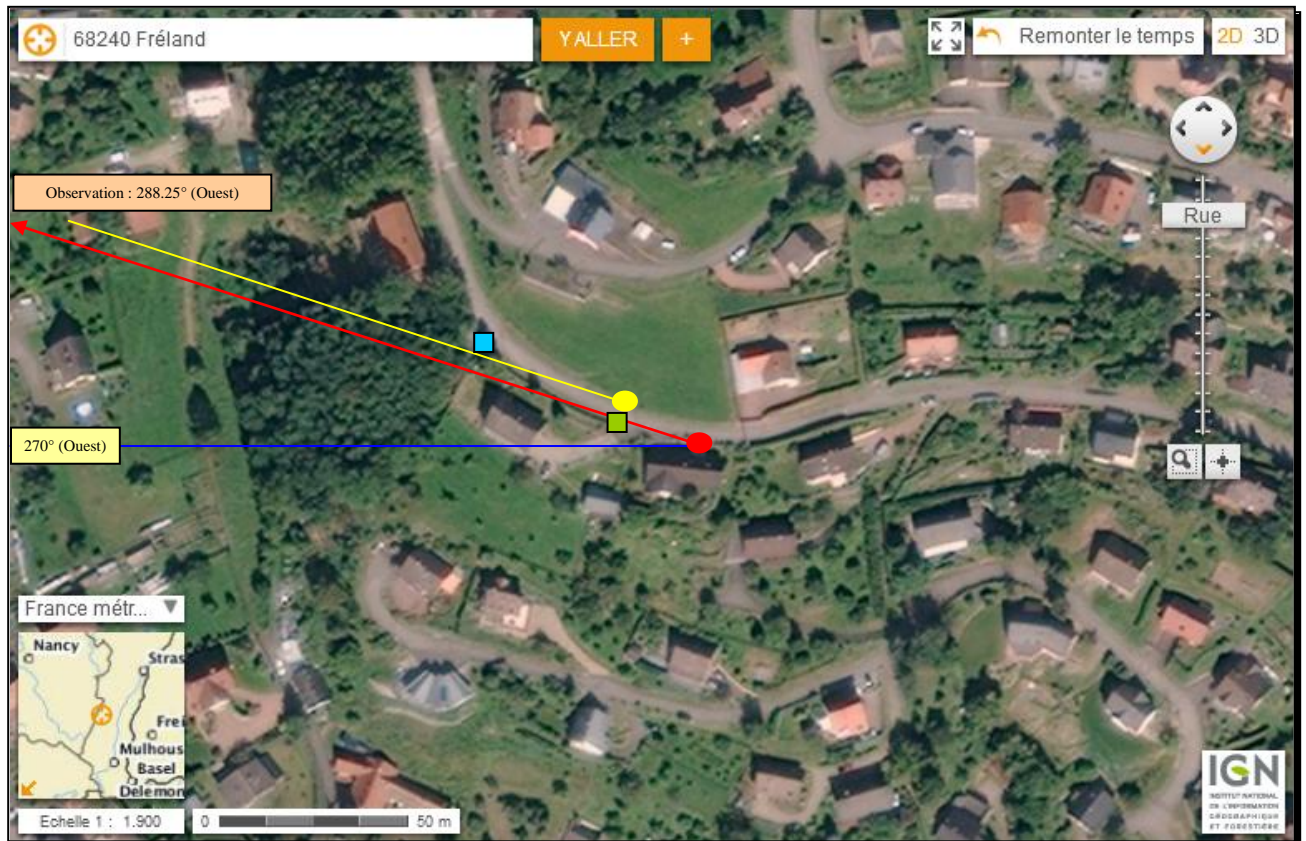 68240 Fréland
Y ALLER
+
Remonter le temps
2D 3D
Observation : 288.25° (Ouest)
Rue
270° (Ouest)
France métr...
Nancy
Stras
Frei
Mulhous
Basel
Delemon
Echelle 1 : 1.900
0 50 m
IGN
INSTITUT NATIONAL
DE L'INFORMATION
GÉOGRAPHIQUE
ET FORESTIÈRE